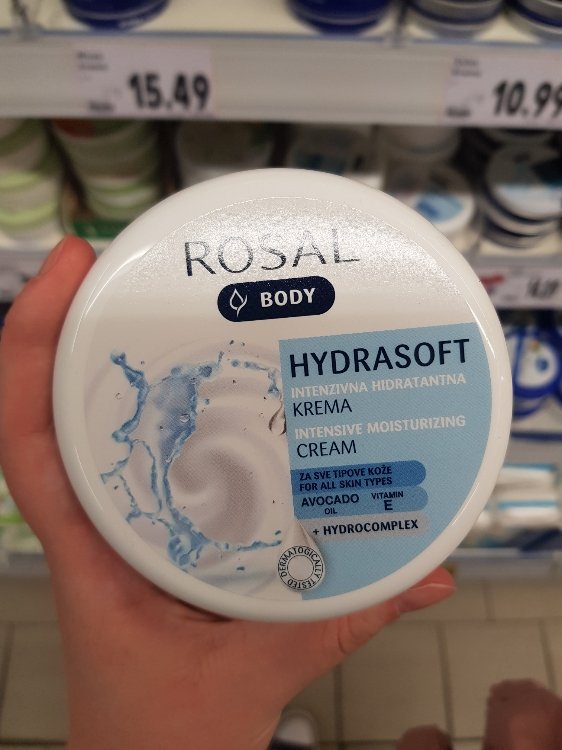 15.49
10.99
ROSAL
BODY
HYDRASOFT
INTENZIVNA HIDRATANTNA
KREMA
INTENSIVE MOISTURIZING
CREAM
ZA SVE TIPOVE KOŽE
FOR ALL SKIN TYPES
AVOCADO
OIL
VITAMIN
E
+ HYDROCOMPLEX
DERMATOGICALLY TESTED